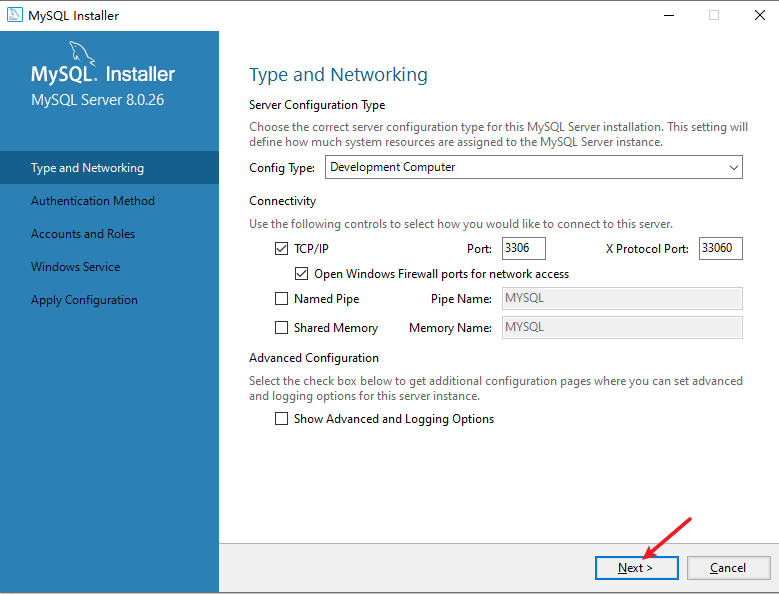 MySQL Installer
MySQL. Installer
MySQL Server 8.0.26
Type and Networking
Authentication Method
Accounts and Roles
Windows Service
Apply Configuration
Type and Networking
Server Configuration Type
Choose the correct server configuration type for this MySQL Server installation. This setting will
define how much system resources are assigned to the MySQL Server instance.
Config Type: Development Computer
Connectivity
Use the following controls to select how you would like to connect to this server.
TCP/IP Port: 3306 X Protocol Port: 33060
Open Windows Firewall ports for network access
Named Pipe Pipe Name: MYSQL
Shared Memory Memory Name: MYSQL
Advanced Configuration
Select the check box below to get additional configuration pages where you can set advanced
and logging options for this server instance.
Show Advanced and Logging Options
Next > Cancel